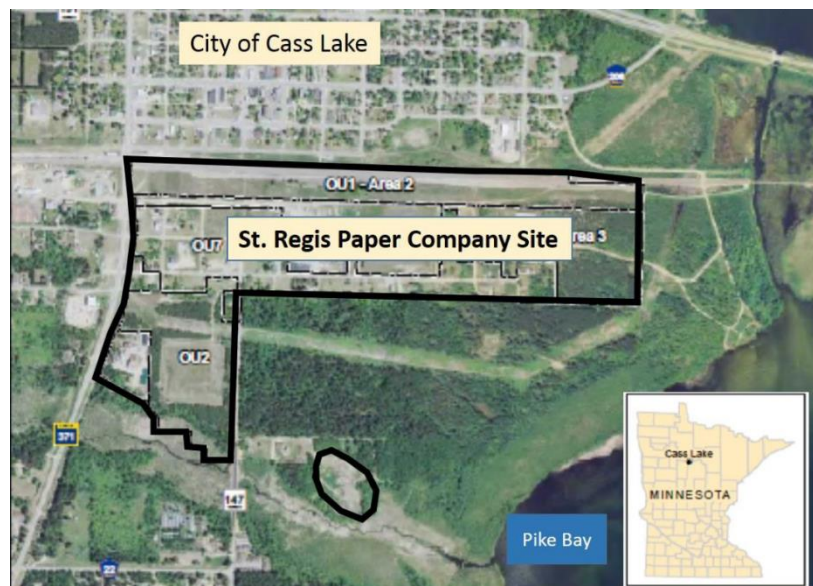 City of Cass Lake
OU1 - Area 2
OU7
St. Regis Paper Company Site
rea 3
OU2
371
147
22
Pike Bay
Cass Lake
MINNESOTA